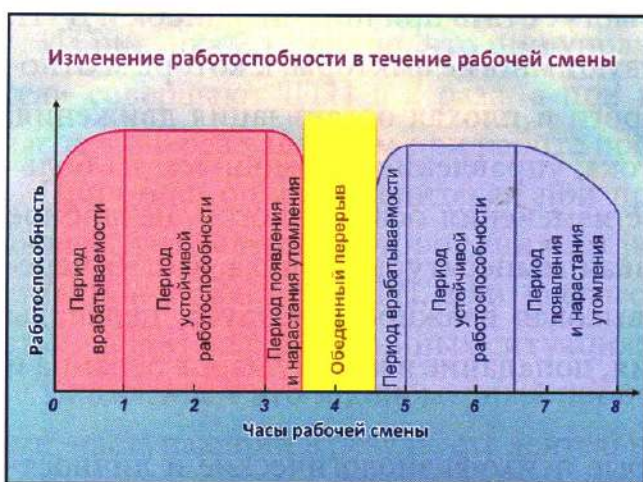 Изменение работоспобности в течение рабочей смены
Работоспособность
Период
врабатываемости
Период
устойчивой
работоспособности
Период появления
и нарастания утомления
Обеденный перерыв
Период врабатываемости
Период
устойчивой
работоспособности
Период
появления
и нарастания
утомления
0 1 2 3 4 5 6 7 8
Часы рабочей смены